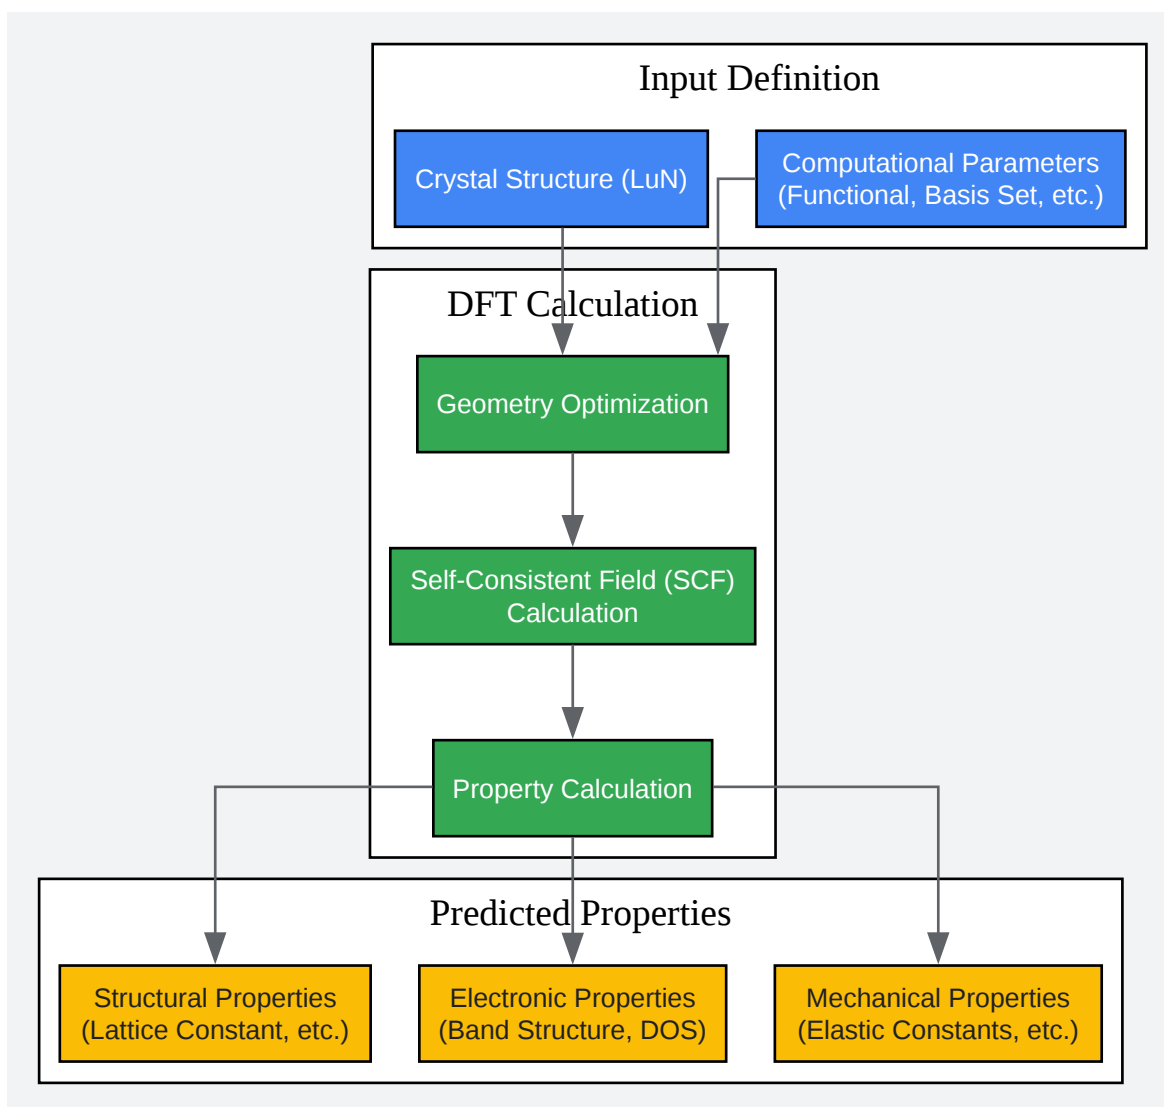 Input Definition
Crystal Structure (LuN)
Computational Parameters
(Functional, Basis Set, etc.)
DFT Calculation
Geometry Optimization
Self-Consistent Field (SCF)
Calculation
Property Calculation
Predicted Properties
Structural Properties
(Lattice Constant, etc.)
Electronic Properties
(Band Structure, DOS)
Mechanical Properties
(Elastic Constants, etc.)